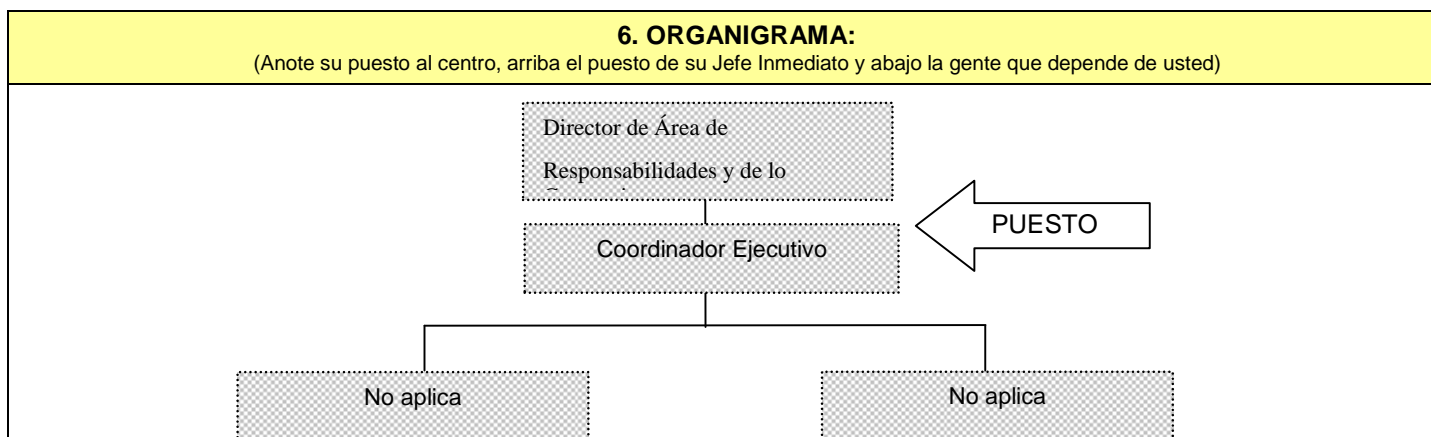 6. ORGANIGRAMA:
(Anote su puesto al centro, arriba el puesto de su Jefe Inmediato y abajo la gente que depende de usted)
Director de Área de
Responsabilidades y de lo
PUESTO
Coordinador Ejecutivo
No aplica
No aplica